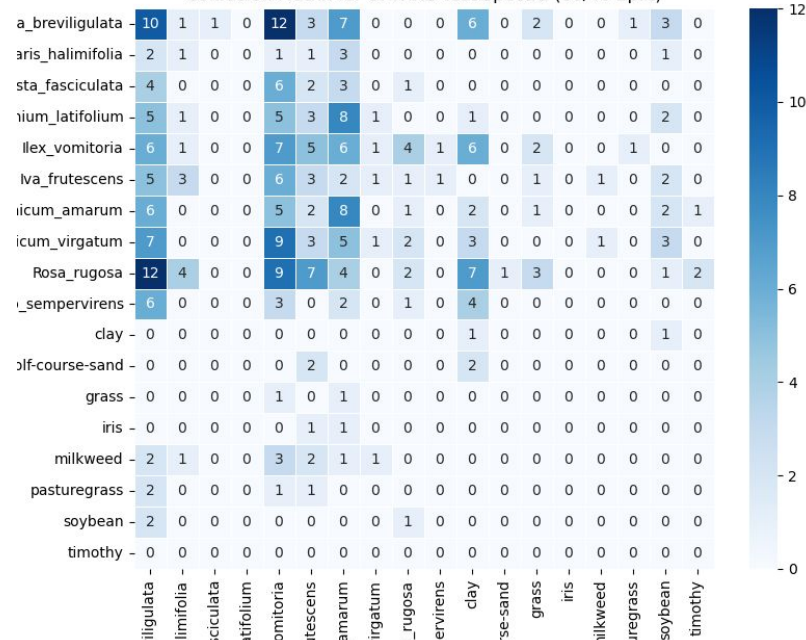 a_breviligulata 10 1 1 0 12 3 7 0 0 0 6 0 2 0 0 1 3 0
aris_halimifolia 2 1 0 0 1 1 3 0 0 0 0 0 0 0 0 0 1 0
sta_fasciculata 4 0 0 0 6 2 3 0 1 0 0 0 0 0 0 0 0 0
nium_latifolium 5 1 0 0 5 3 8 1 0 0 1 0 0 0 0 0 2 0
Ilex_vomitoria 6 1 0 0 7 5 6 1 4 1 6 0 2 0 0 1 0 0
Iva_frutescens 5 3 0 0 6 3 2 1 1 1 0 0 1 0 1 0 2 0
nicum_amarum 6 0 0 0 5 2 8 0 1 0 2 0 1 0 0 0 2 1
icum_virgatum 7 0 0 0 9 3 5 1 2 0 3 0 0 0 1 0 3 0
Rosa_rugosa 12 4 0 0 9 7 4 0 2 0 7 1 3 0 0 0 1 2
o_sempervirens 6 0 0 0 3 0 2 0 1 0 4 0 0 0 0 0 0 0
clay 0 0 0 0 0 0 0 0 0 0 1 0 0 0 0 0 1 0
olf-course-sand 0 0 0 0 0 2 0 0 0 0 2 0 0 0 0 0 0 0
grass 0 0 0 0 1 0 1 0 0 0 0 0 0 0 0 0 0 0
iris 0 0 0 0 0 1 1 0 0 0 0 0 0 0 0 0 0 0
milkweed 2 1 0 0 3 2 1 1 0 0 0 0 0 0 0 0 0 0
pasturegrass 2 0 0 0 1 1 0 0 0 0 0 0 0 0 0 0 0 0
soybean 2 0 0 0 0 0 0 0 1 0 0 0 0 0 0 0 0 0
timothy 0 0 0 0 0 0 0 0 0 0 0 0 0 0 0 0 0 0
iligulata limifolia sciculata tifolium omitoria utescens amarum irgatum _rugosa ervirens clay rse-sand grass iris milkweed uregrass soybean timothy
12
10
8
6
4
2
0